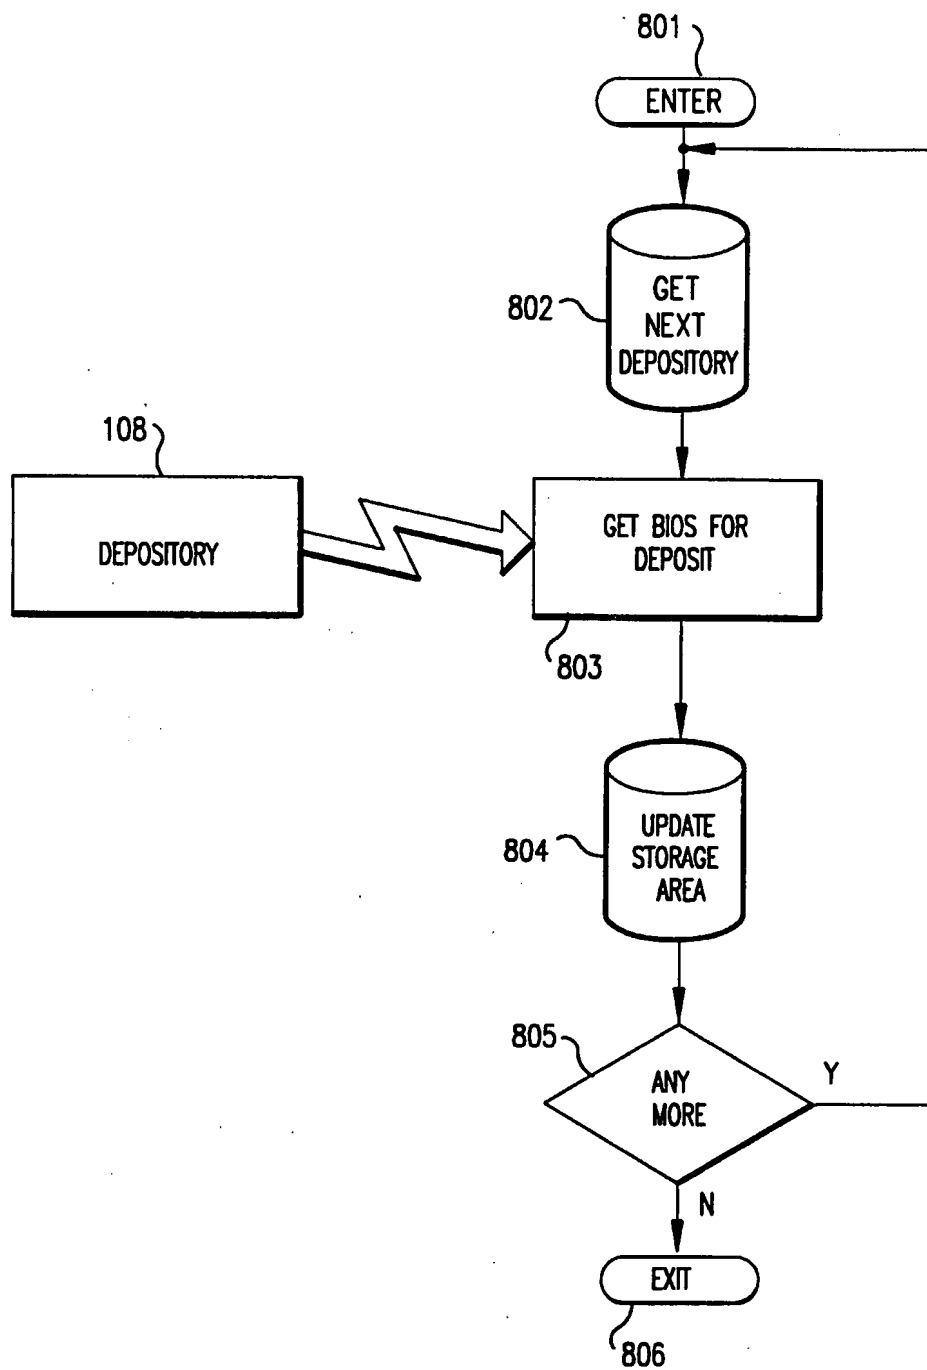 801
ENTER
802
GET
NEXT
DEPOSITORY
108
DEPOSITORY
GET BIOS FOR
DEPOSIT
803
804
UPDATE
STORAGE
AREA
805
ANY
MORE
Y
N
EXIT
806